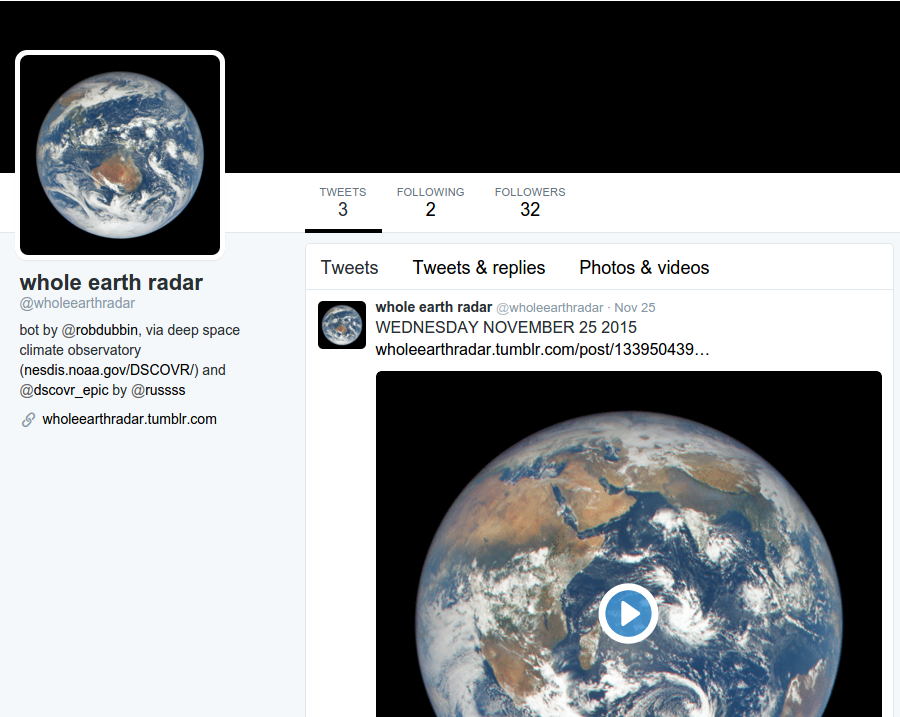 TWEETS
3
FOLLOWING
2
FOLLOWERS
32
whole earth radar
@wholeearthradar
bot by @robdubbin, via deep space
climate observatory
(nesdis.noaa.gov/DSCOVR/) and
@dscovr_epic by @russss
wholeearthradar.tumblr.com
Tweets
Tweets & replies
Photos & videos
whole earth radar @wholeearthradar · Nov 25
WEDNESDAY NOVEMBER 25 2015
wholeearthradar.tumblr.com/post/133950439…